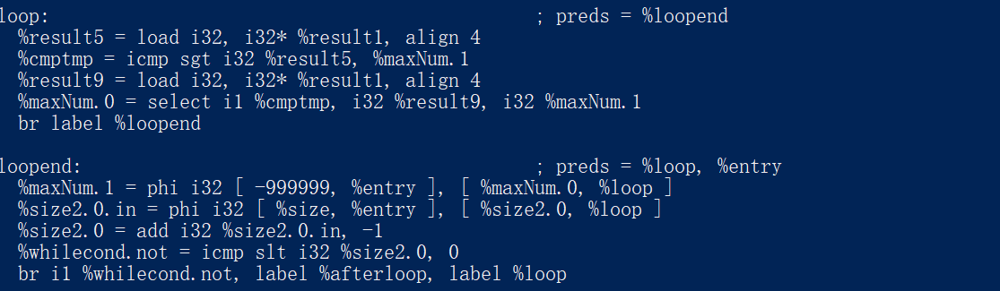 loop:                                             ; preds = %loopend
  %result5 = load i32, i32* %result1, align 4
  %cmptmp = icmp sgt i32 %result5, %maxNum.1
  %result9 = load i32, i32* %result1, align 4
  %maxNum.0 = select i1 %cmptmp, i32 %result9, i32 %maxNum.1
  br label %loopend

loopend:                                          ; preds = %loop, %entry
  %maxNum.1 = phi i32 [ -999999, %entry ], [ %maxNum.0, %loop ]
  %size2.0.in = phi i32 [ %size, %entry ], [ %size2.0, %loop ]
  %size2.0 = add i32 %size2.0.in, -1
  %whilecond.not = icmp slt i32 %size2.0, 0
  br i1 %whilecond.not, label %afterloop, label %loop